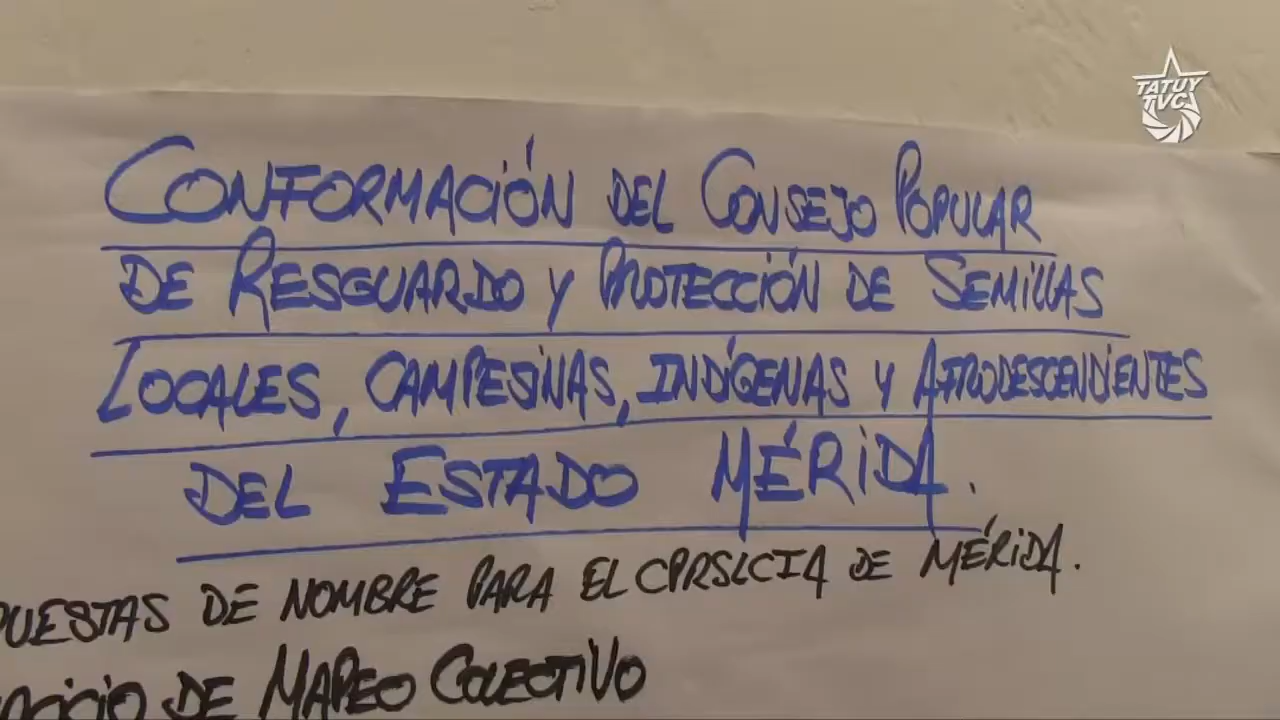 TATUY
TVC
CONFORMACIÓN DEL CONSEJO POPULAR
DE RESGUARDO Y PROTECCIÓN DE SEMILLAS
LOCALES, CAMPESINAS, INDÍGENAS Y AFRODESCENDIENTES
DEL ESTADO MÉRIDA.
PUESTAS DE NOMBRE PARA EL CPRSLCIA DE MÉRIDA.
DE MAPEO COLECTIVO